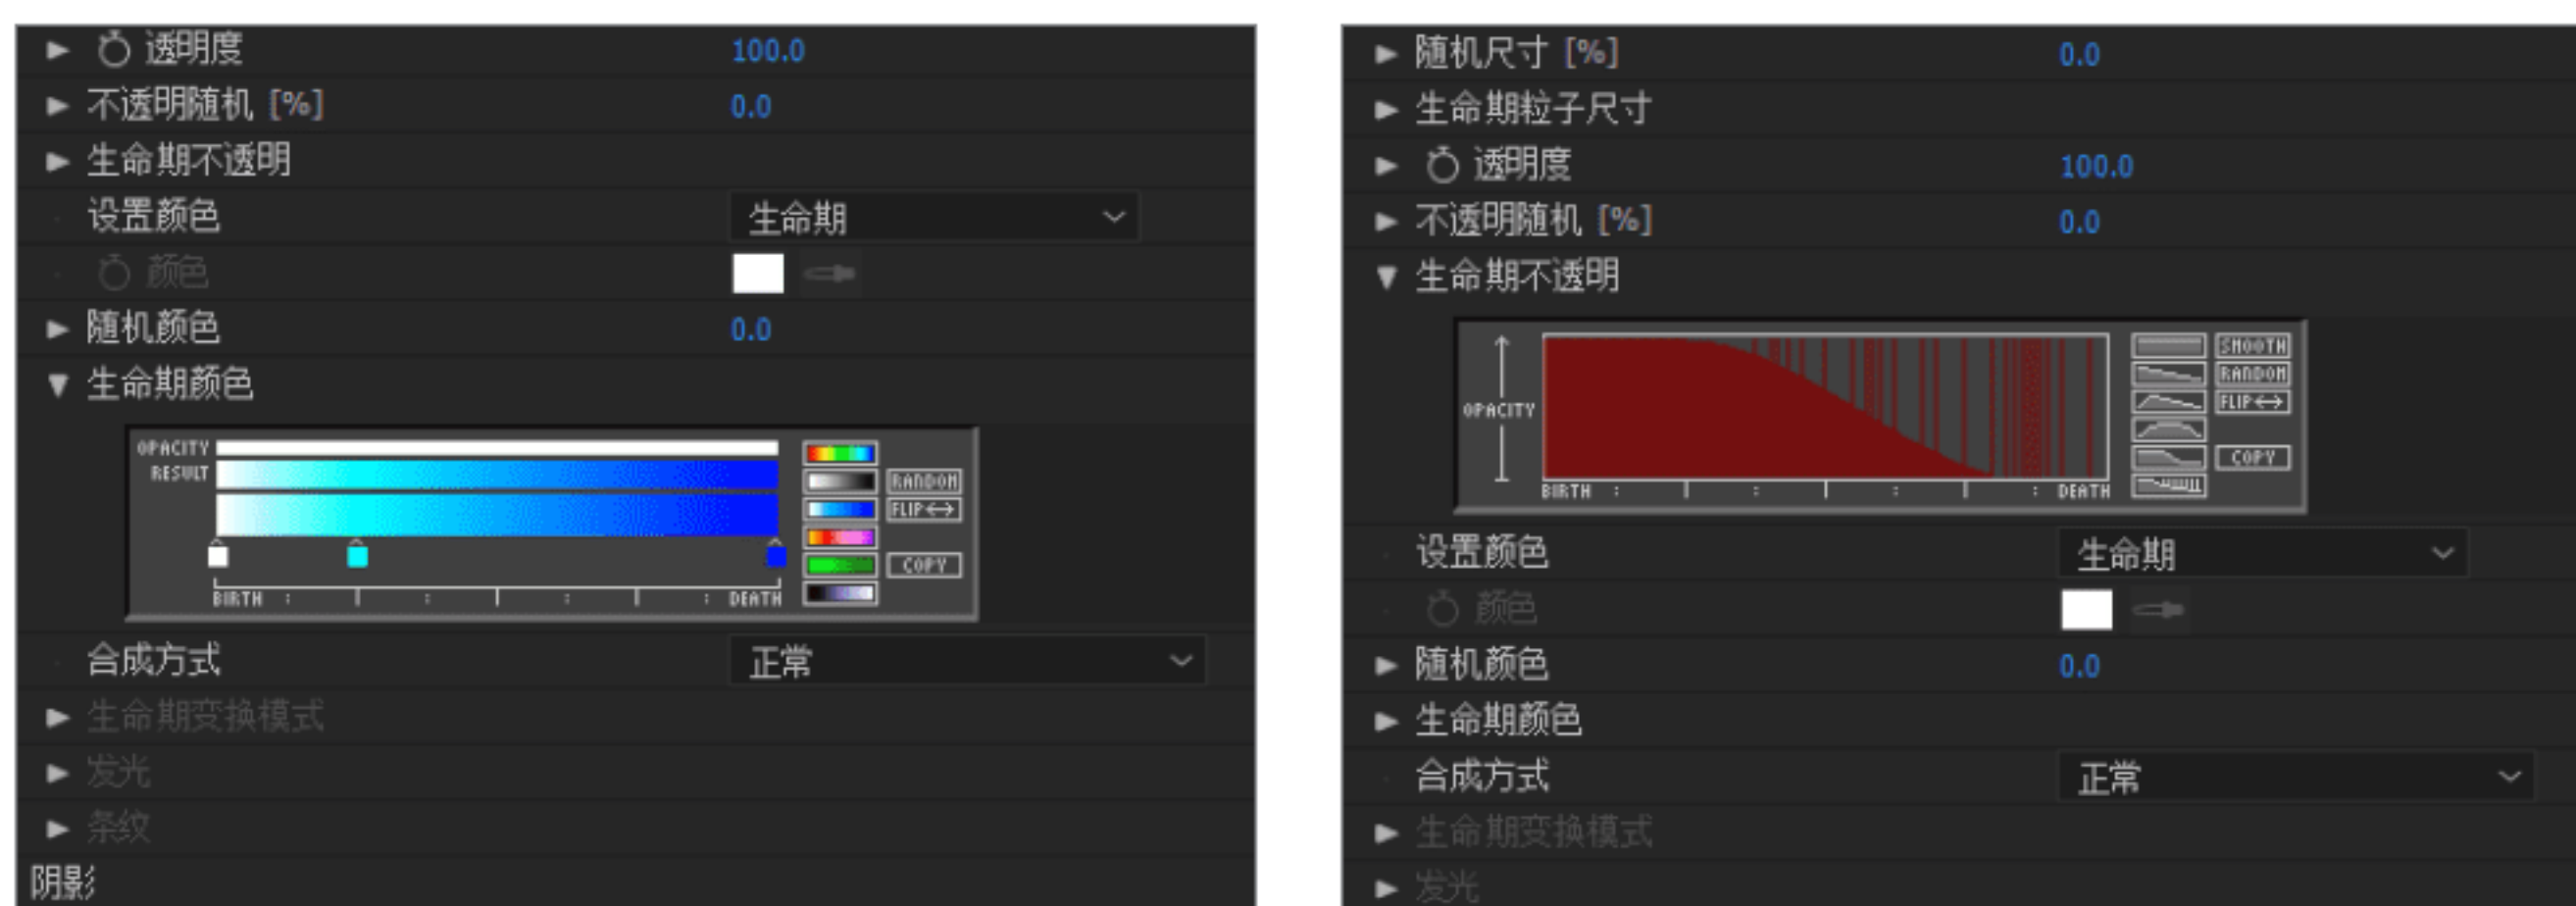 透明度 100.0
不透明随机 [%] 0.0
生命期不透明
设置颜色 生命期
颜色
随机颜色 0.0
生命期颜色
OPACITY
RESULT
RANDOM
FLIP
COPY
BIRTH DEATH
合成方式 正常
生命期变换模式
发光
条纹
阴影
随机尺寸 [%] 0.0
生命期粒子尺寸
透明度 100.0
不透明随机 [%] 0.0
生命期不透明
SMOOTH
RANDOM
FLIP
OPACITY
COPY
BIRTH DEATH
设置颜色 生命期
颜色
随机颜色 0.0
生命期颜色
合成方式 正常
生命期变换模式
发光